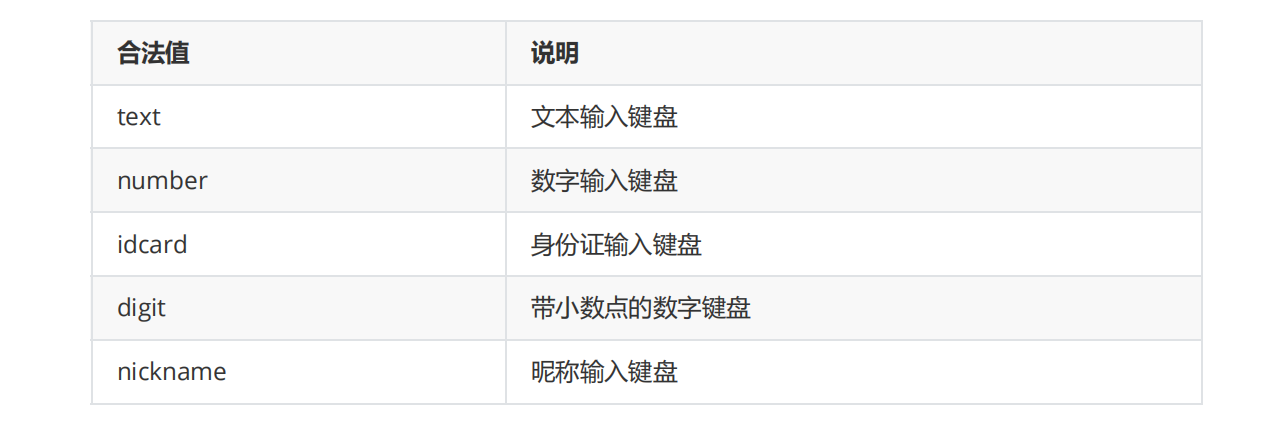 合法值 说明
text 文本输入键盘
number 数字输入键盘
idcard 身份证输入键盘
digit 带小数点的数字键盘
nickname 昵称输入键盘